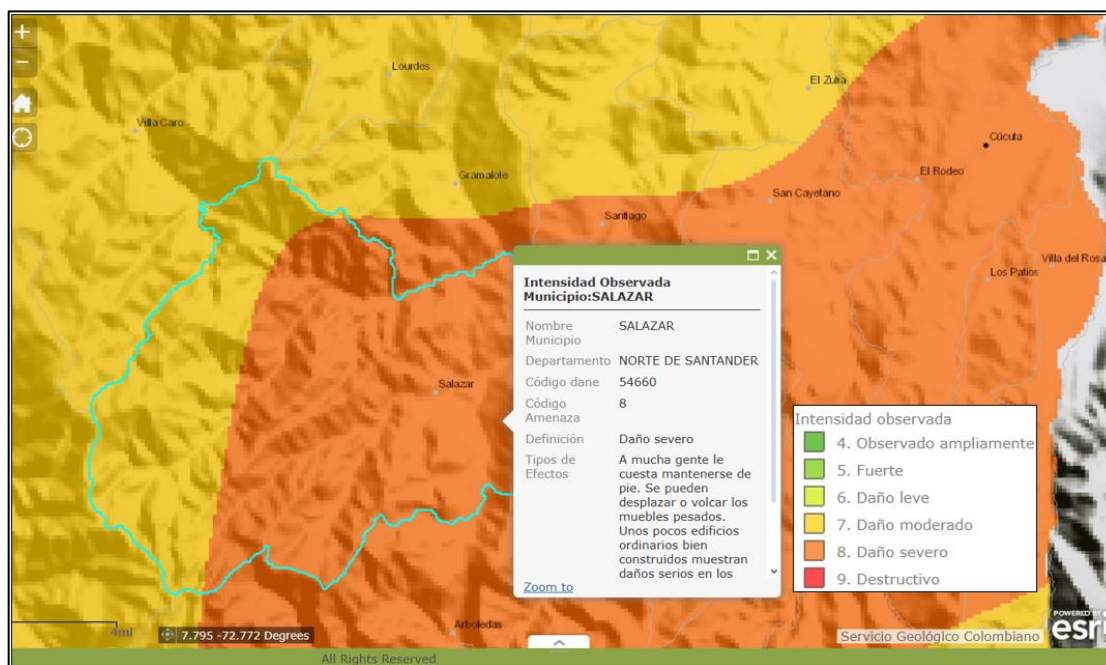 +
−
Lourdes
El Zulia
Villa Caro
Cúcuta
Gramalote
El Rodeo
San Cayetano
Santiago
Villa del Rosa
Los Patios
Salazar
Arboledas
Intensidad Observada
Municipio:SALAZAR
Nombre Municipio SALAZAR
Departamento NORTE DE SANTANDER
Código dane 54660
Código Amenaza 8
Definición Daño severo
Tipos de Efectos A mucha gente le
cuesta mantenerse de
pie. Se pueden
desplazar o volcar los
muebles pesados.
Unos pocos edificios
ordinarios bien
construidos muestran
daños serios en los
Zoom to
Intensidad observada
4. Observado ampliamente
5. Fuerte
6. Daño leve
7. Daño moderado
8. Daño severo
9. Destructivo
4mi
7.795 -72.772 Degrees
Servicio Geológico Colombiano
POWERED BY
esri
All Rights Reserved